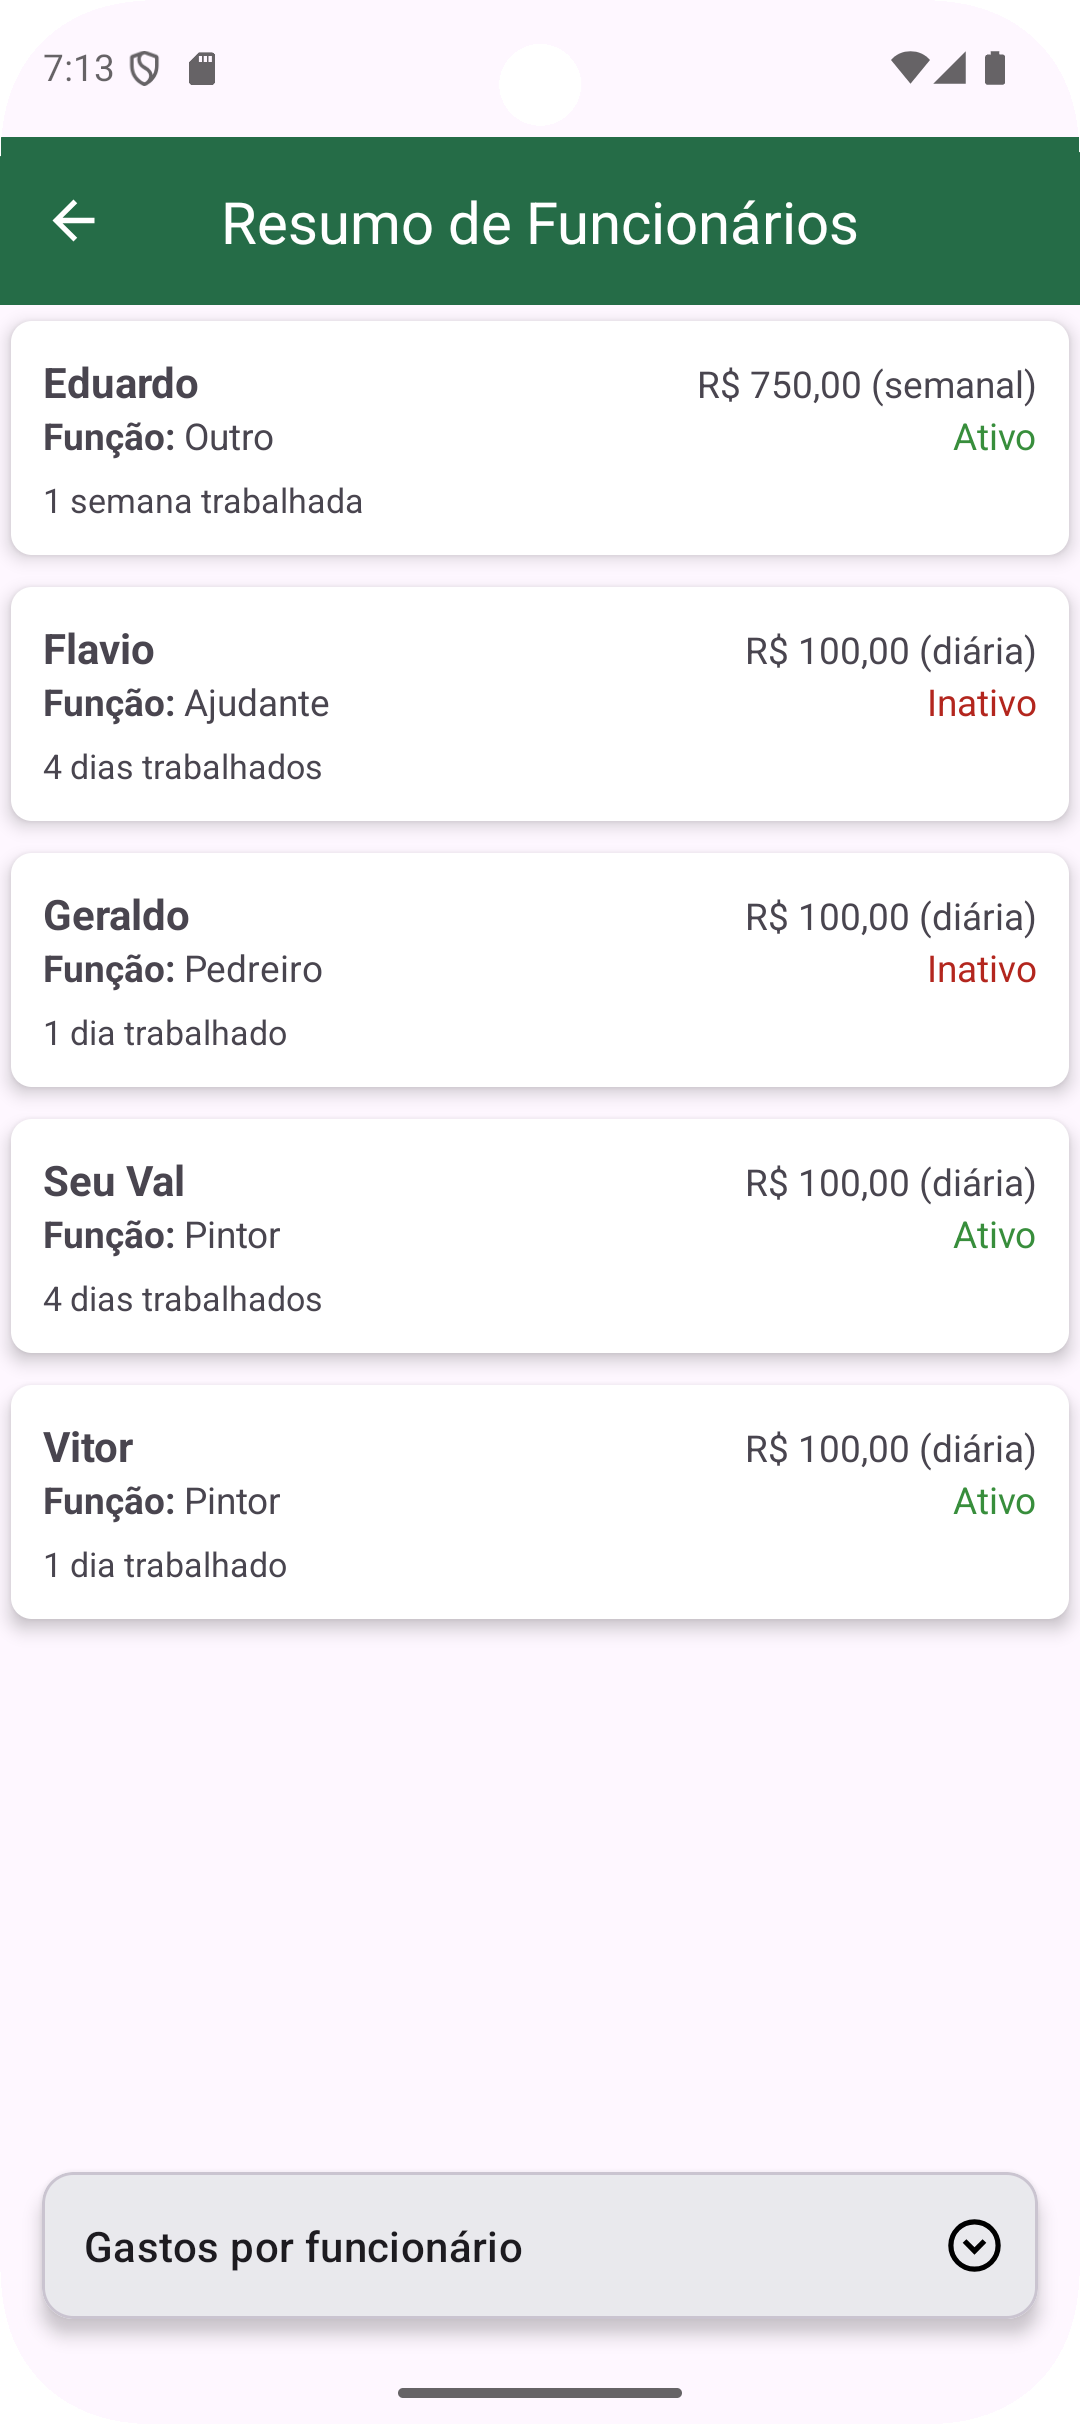 7:13
Resumo de Funcionários
Eduardo R$ 750,00 (semanal)
Função: Outro Ativo
1 semana trabalhada
Flavio R$ 100,00 (diária)
Função: Ajudante Inativo
4 dias trabalhados
Geraldo R$ 100,00 (diária)
Função: Pedreiro Inativo
1 dia trabalhado
Seu Val R$ 100,00 (diária)
Função: Pintor Ativo
4 dias trabalhados
Vitor R$ 100,00 (diária)
Função: Pintor Ativo
1 dia trabalhado
Gastos por funcionário